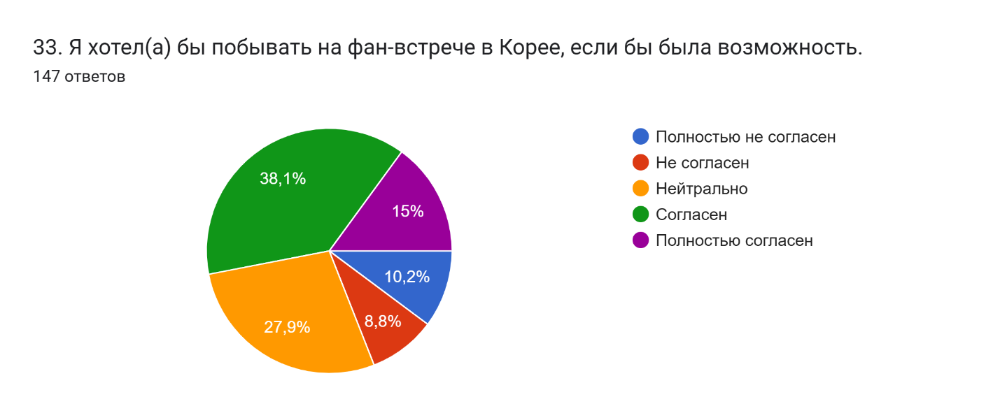 33. Я хотел(а) бы побывать на фан-встрече в Корее, если бы была возможность.
147 ответов
38,1%
15%
10,2%
8,8%
27,9%
Полностью не согласен
Не согласен
Нейтрально
Согласен
Полностью согласен